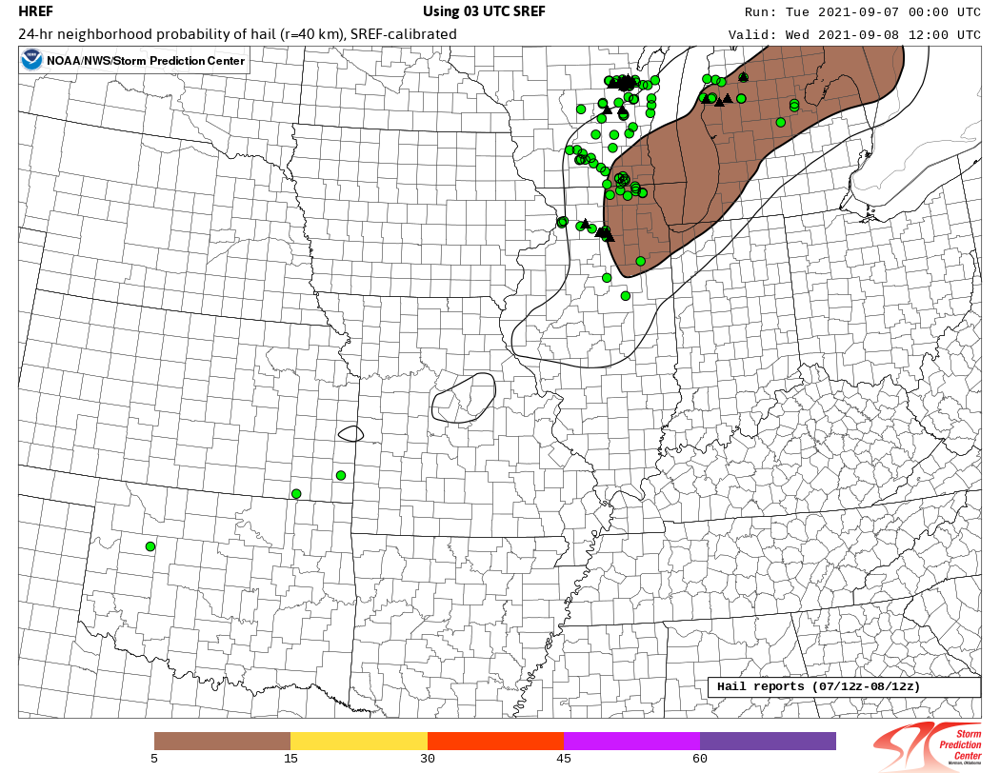 HREF
Using 03 UTC SREF
Run: Tue 2021-09-07 00:00 UTC
24-hr neighborhood probability of hail (r=40 km), SREF-calibrated
Valid: Wed 2021-09-08 12:00 UTC
NOAA/NWS/Storm Prediction Center
Hail reports (07/12z-08/12z)
5 15 30 45 60
Storm
Prediction
Center
Norman, Oklahoma